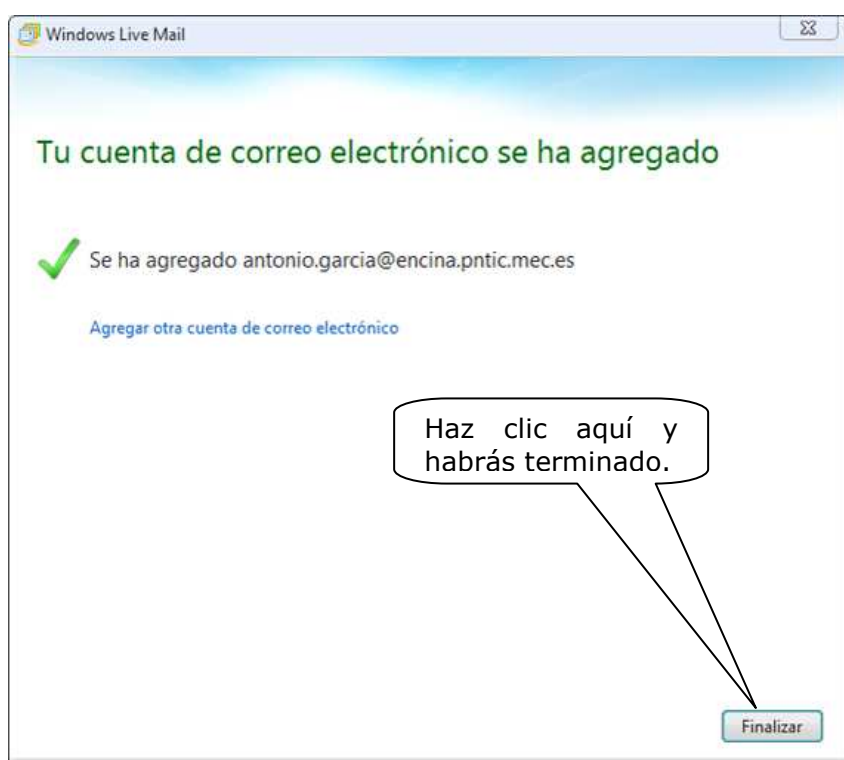 Windows Live Mail
Tu cuenta de correo electrónico se ha agregado
Se ha agregado antonio.garcia@encina.pntic.mec.es
Agregar otra cuenta de correo electrónico
Haz clic aquí y
habrás terminado.
Finalizar